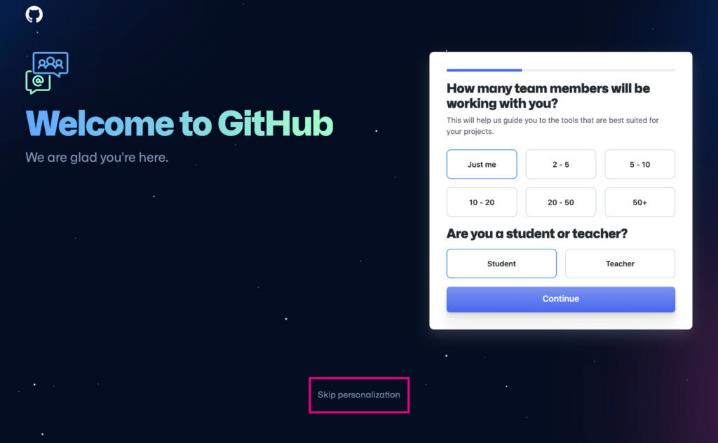 @
Welcome to GitHub
We are glad you're here.
How many team members will be
working with you?
This will help us guide you to the tools that are best suited for
your projects.
Just me
2 - 5
5 - 10
10 - 20
20 - 50
50+
Are you a student or teacher?
Student
Teacher
Continue
Skip personalization